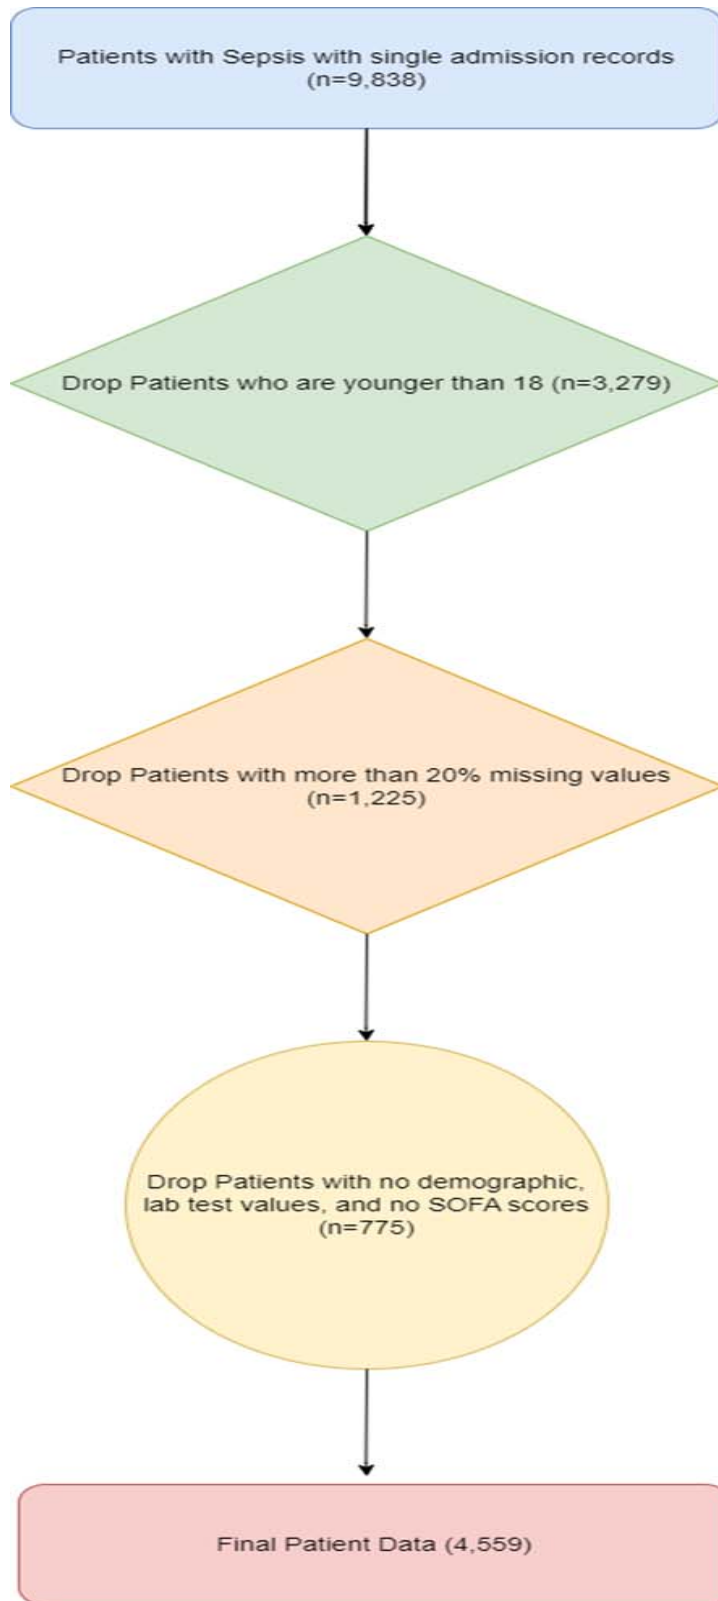 Patients with Sepsis with single admission records
(n=9,838)
Drop Patients who are younger than 18 (n=3,279)
Drop Patients with more than 20% missing values
(n=1,225)
Drop Patients with no demographic,
lab test values, and no SOFA scores
(n=775)
Final Patient Data (4,559)